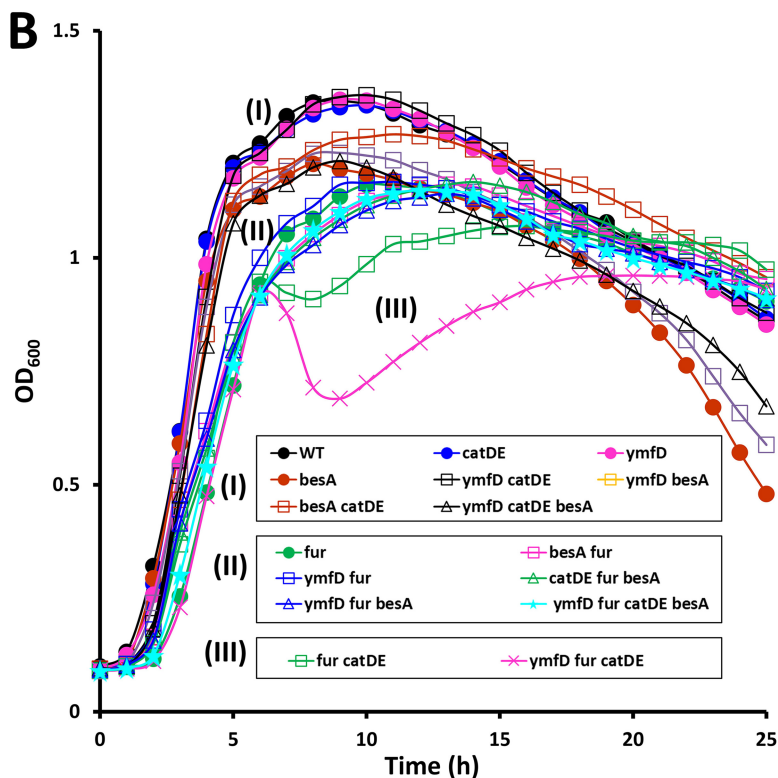 B
1.5
1
0.5
0
OD600
(I)
(II)
(III)
WT catDE ymfD
besA ymfD catDE ymfD besA
(I)
besA catDE ymfD catDE besA
fur besA fur
(II)
ymfD fur catDE fur besA
ymfD fur besA ymfD fur catDE besA
(III)
fur catDE ymfD fur catDE
0 5 10 15 20 25
Time (h)